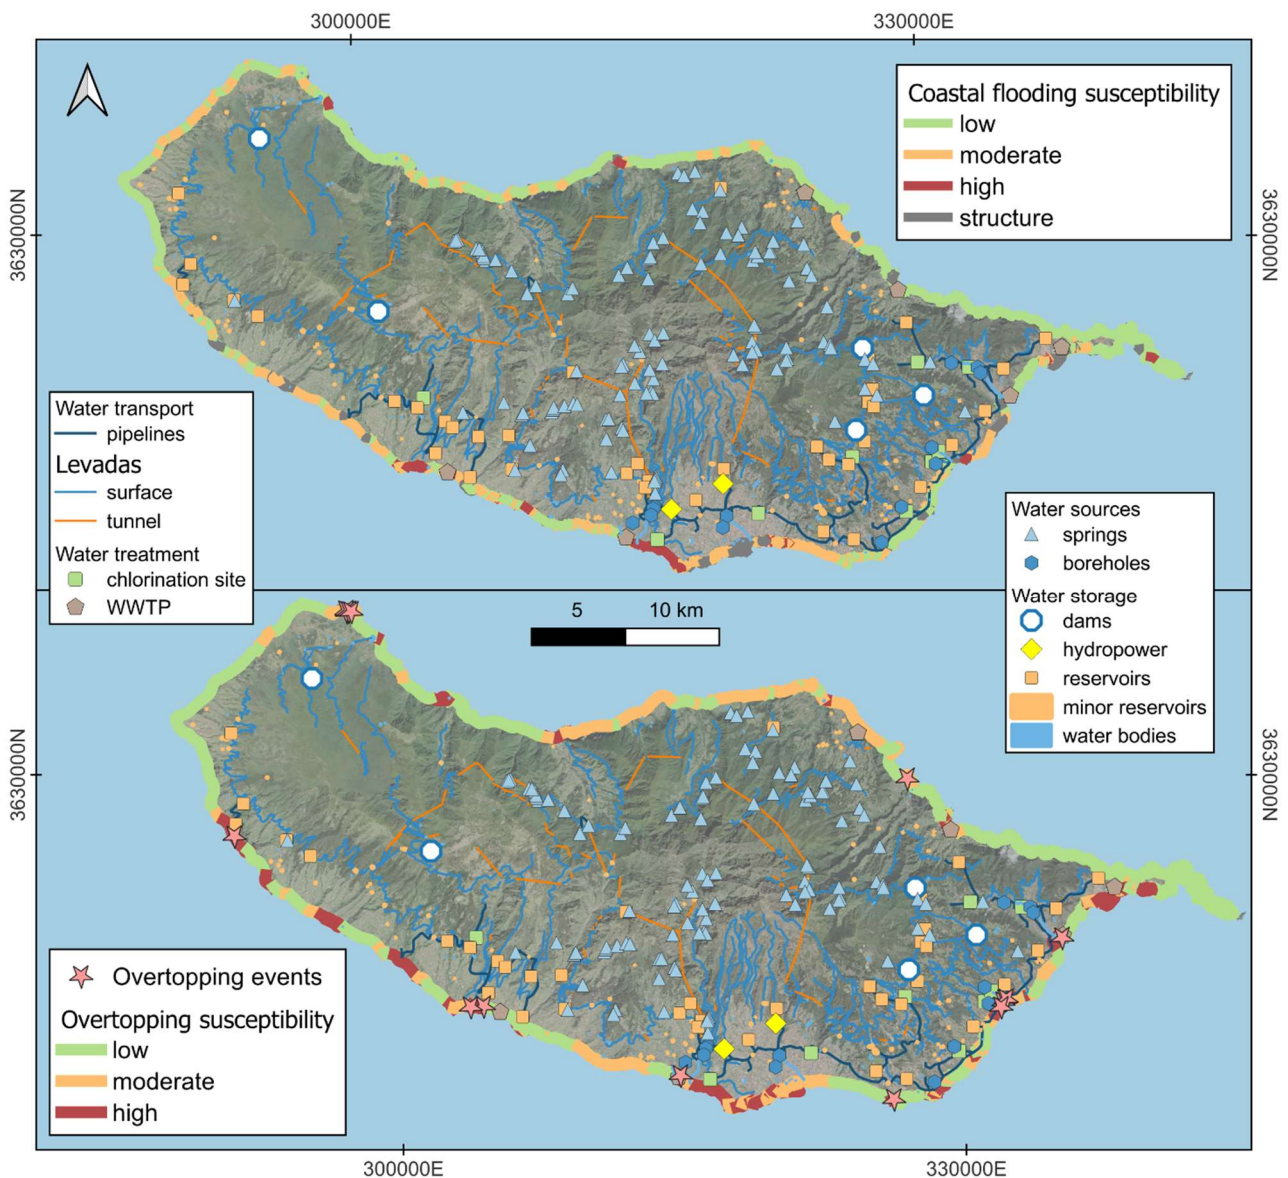 300000E
330000E
3630000N
3630000N
Coastal flooding susceptibility
low
moderate
high
structure
Water transport
pipelines
Levadas
surface
tunnel
Water treatment
chlorination site
WWTP
Water sources
springs
boreholes
Water storage
dams
hydropower
reservoirs
minor reservoirs
water bodies
5
10 km
3630000N
3630000N
Overtopping events
Overtopping susceptibility
low
moderate
high
300000E
330000E